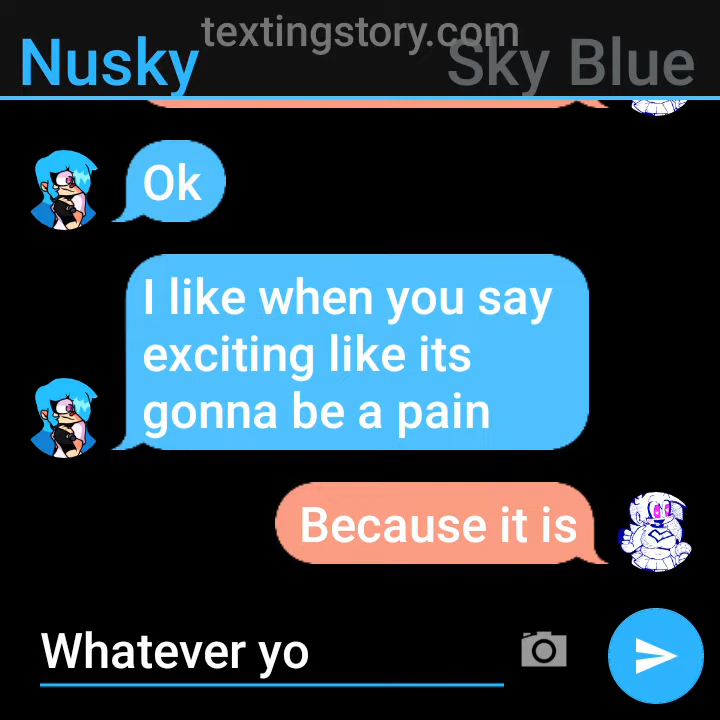 textingstory.com
Nusky
Sky Blue
Ok
I like when you say
exciting like its
gonna be a pain
Because it is
Whatever yo